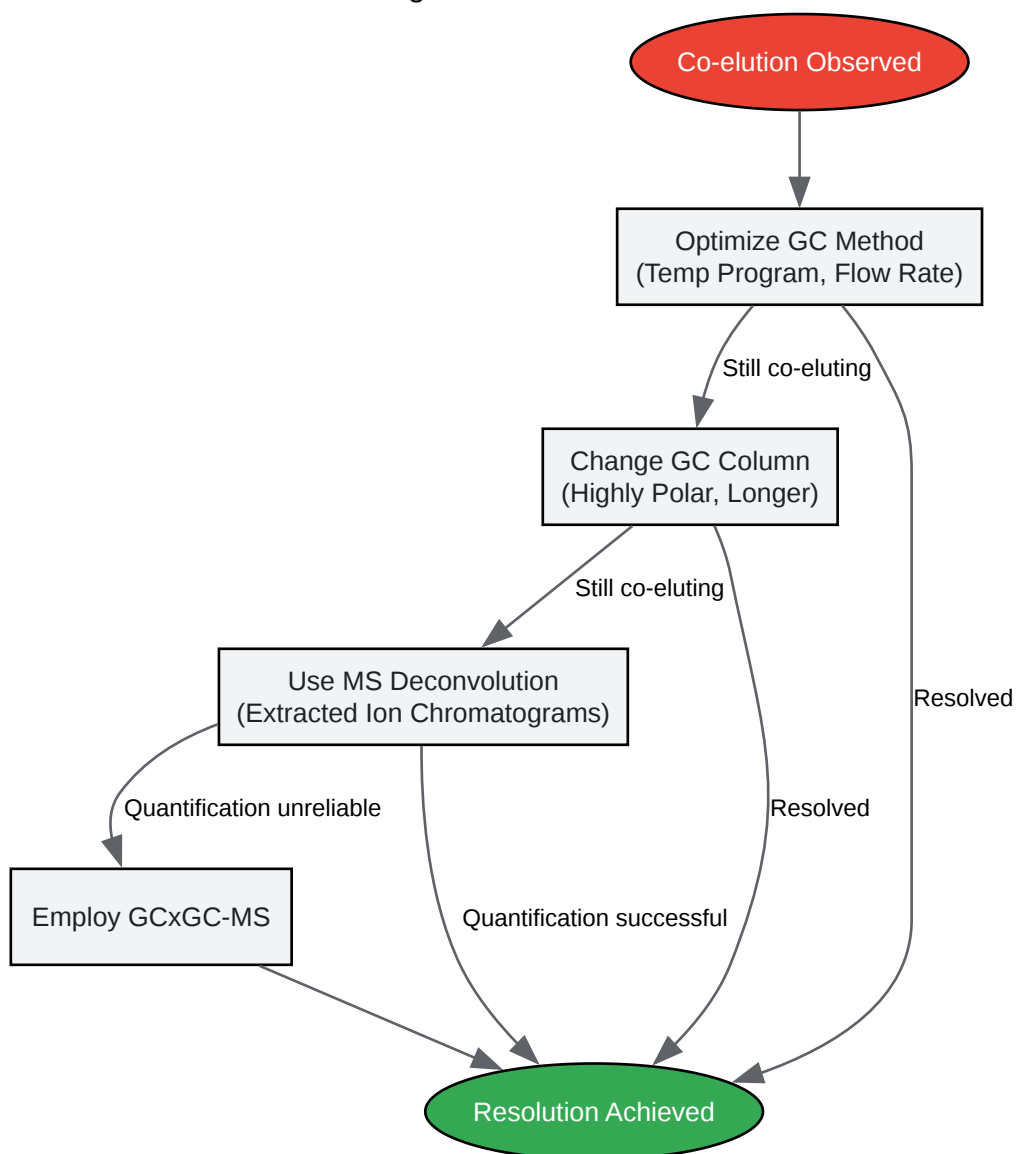 Co-elution Observed
Optimize GC Method
(Temp Program, Flow Rate)
Still co-eluting
Change GC Column
(Highly Polar, Longer)
Still co-eluting
Use MS Deconvolution
(Extracted Ion Chromatograms)
Resolved
Quantification unreliable
Resolved
Employ GCxGC-MS
Quantification successful
Resolution Achieved